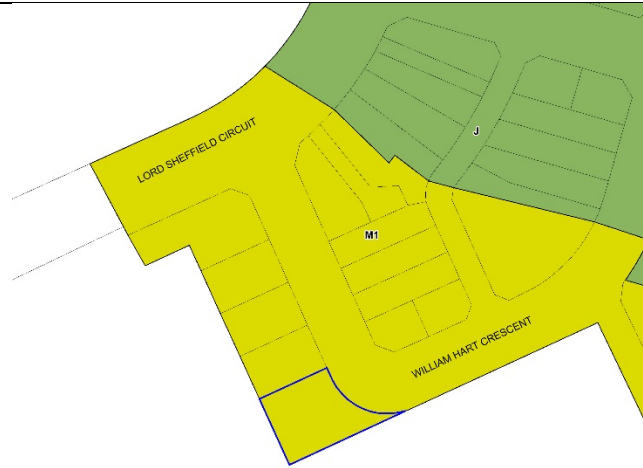 LORD SHEFFIELD CIRCUIT
J
M1
WILLIAM HART CRESCENT